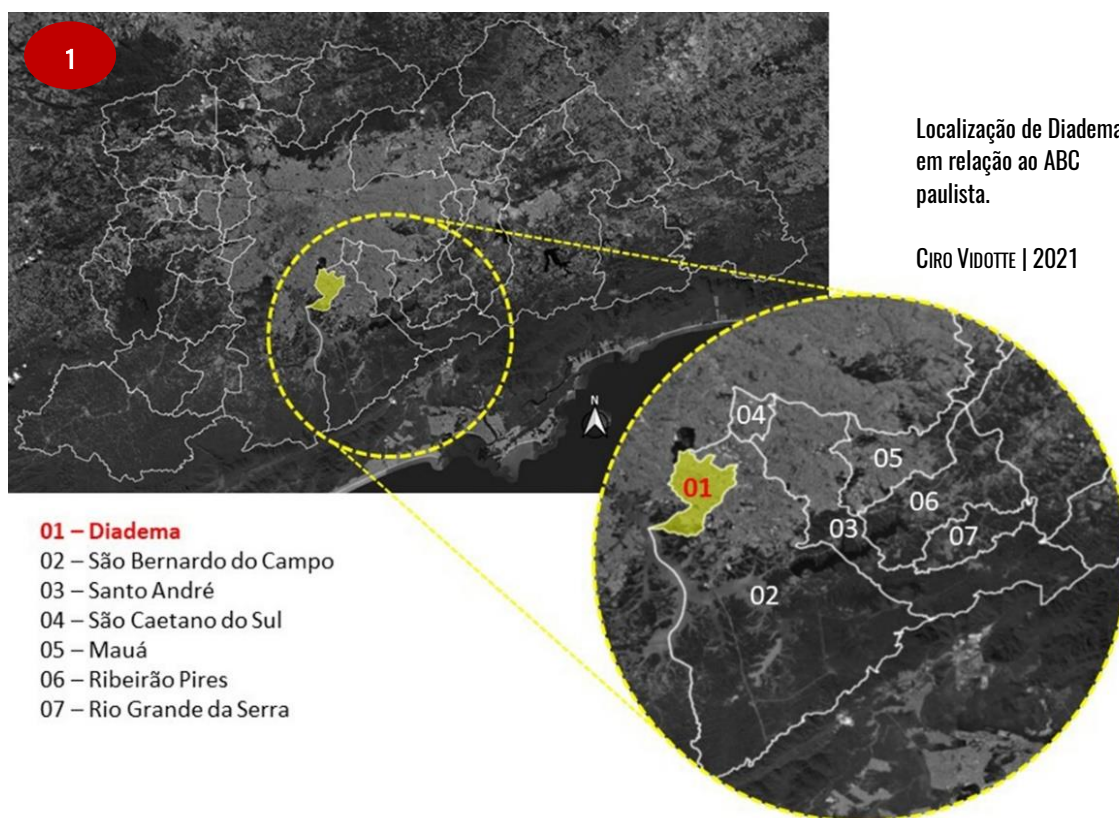 1
Localização de Diadema
em relação ao ABC
paulista.
CIRO VIDOTTE | 2021
N
04
05
01
06
03
07
02
01 – Diadema
02 – São Bernardo do Campo
03 – Santo André
04 – São Caetano do Sul
05 – Mauá
06 – Ribeirão Pires
07 – Rio Grande da Serra